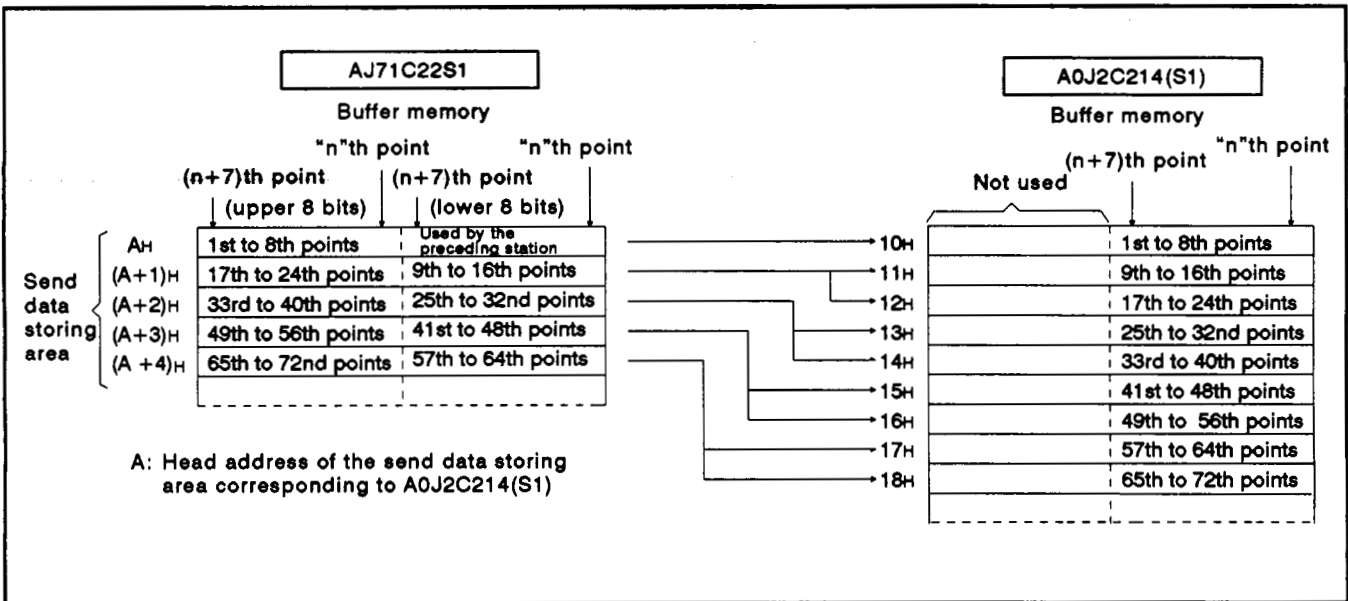 AJ71C22S1
Buffer memory
"n"th point
"n"th point
(n+7)th point
(n+7)th point
(upper 8 bits)
(lower 8 bits)
Send
data
storing
area
AH
1st to 8th points
Used by the
preceding station
(A+1)H
17th to 24th points
9th to 16th points
(A+2)H
33rd to 40th points
25th to 32nd points
(A+3)H
49th to 56th points
41st to 48th points
(A +4)H
65th to 72nd points
57th to 64th points
A: Head address of the send data storing
area corresponding to A0J2C214(S1)
A0J2C214(S1)
Buffer memory
"n"th point
(n+7)th point
Not used
10H
1st to 8th points
11H
9th to 16th points
12H
17th to 24th points
13H
25th to 32nd points
14H
33rd to 40th points
15H
41st to 48th points
16H
49th to 56th points
17H
57th to 64th points
18H
65th to 72th points